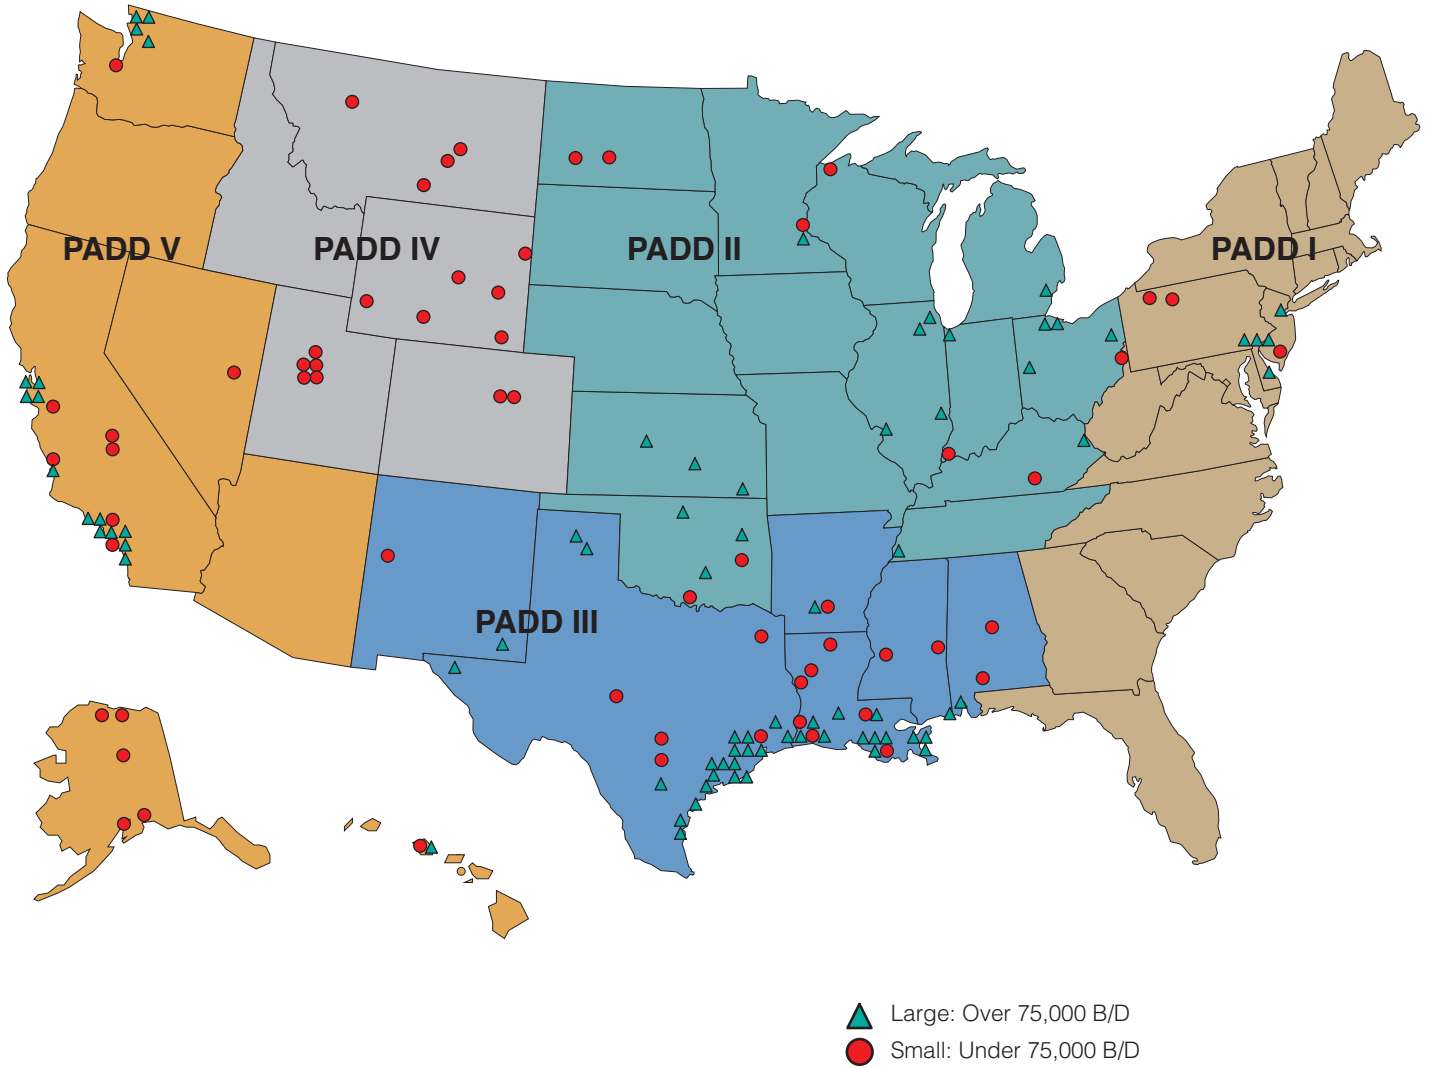 PADD V
PADD IV
PADD II
PADD I
PADD III
Large: Over 75,000 B/D
Small: Under 75,000 B/D